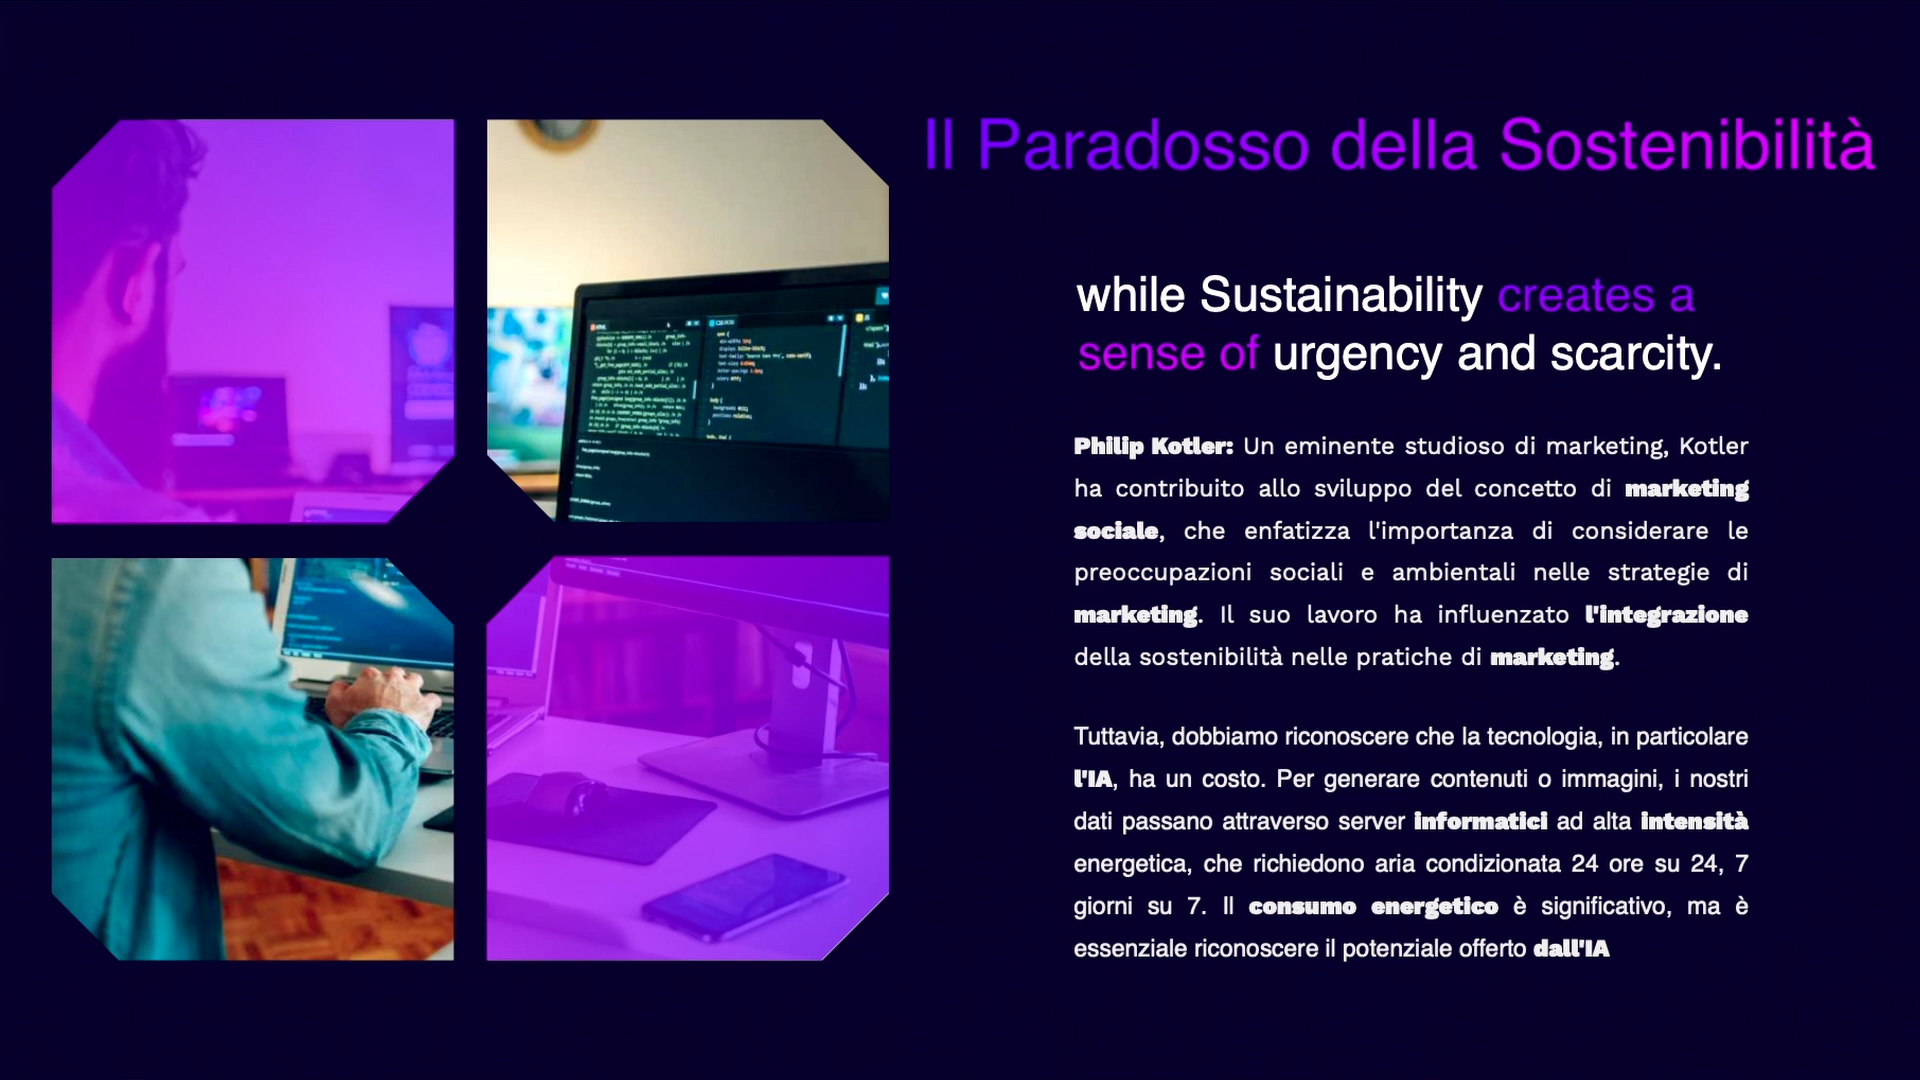 Il Paradosso della Sostenibilità
while Sustainability creates a
sense of urgency and scarcity.
Philip Kotler: Un eminente studioso di marketing, Kotler
ha contribuito allo sviluppo del concetto di marketing
sociale, che enfatizza l'importanza di considerare le
preoccupazioni sociali e ambientali nelle strategie di
marketing. Il suo lavoro ha influenzato l'integrazione
della sostenibilità nelle pratiche di marketing.
Tuttavia, dobbiamo riconoscere che la tecnologia, in particolare
l'IA, ha un costo. Per generare contenuti o immagini, i nostri
dati passano attraverso server informatici ad alta intensità
energetica, che richiedono aria condizionata 24 ore su 24, 7
giorni su 7. Il consumo energetico è significativo, ma è
essenziale riconoscere il potenziale offerto dall'IA